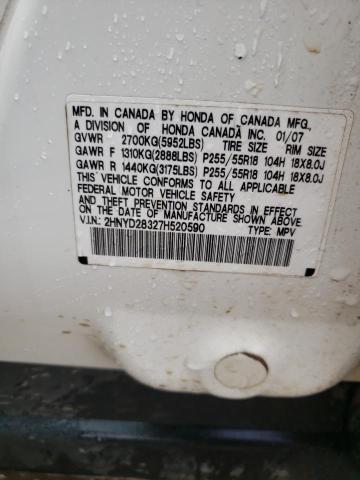 MFD. IN CANADA BY HONDA OF CANADA MFG.,
A DIVISION OF HONDA CANADA INC. 01/07
GVWR 2700KG(5952LBS) TIRE SIZE RIM SIZE
GAWR F 1310KG(2888LBS) P255/55R18 104H 18X8.0J
GAWR R 1440KG(3175LBS) P255/55R18 104H 18X8.0J
THIS VEHICLE CONFORMS TO ALL APPLICABLE
FEDERAL MOTOR VEHICLE SAFETY
AND THEFT PREVENTION STANDARDS IN EFFECT ON
THE DATE OF MANUFACTURE SHOWN ABOVE.
V.I.N.: 2HNYD28327H520590 TYPE: MPV